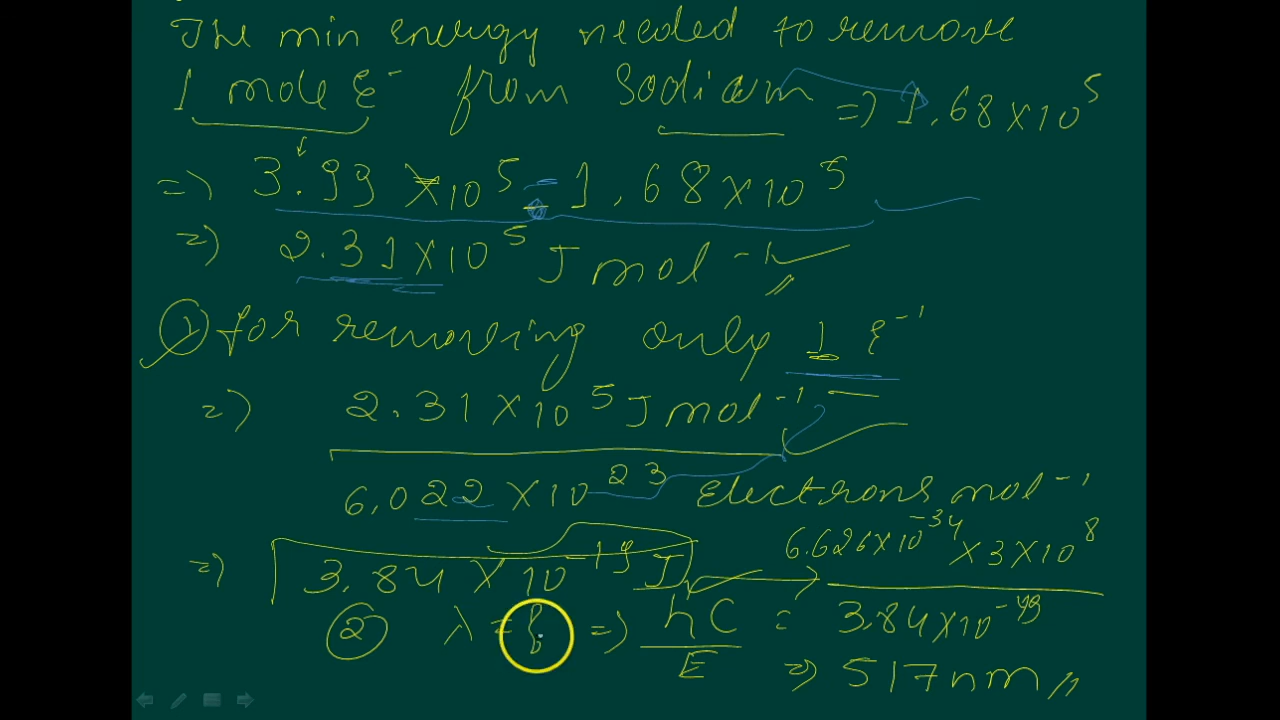 The min energy needed to remove
1 mole e⁻ from Sodium => 1.68×10⁵
=> 3.99 ×10⁵ - 1.68×10⁵
=> 2.31×10⁵ J mol⁻¹
① for removing only 1 e⁻¹
=> 2.31×10⁵ J mol⁻¹
6.022×10²³ Electrons mol⁻¹
=> 3.84×10⁻¹⁹ J → 6.626×10⁻³⁴ × 3×10⁸
② λ = => hC / E = 3.84×10⁻¹⁹
=> 517nm